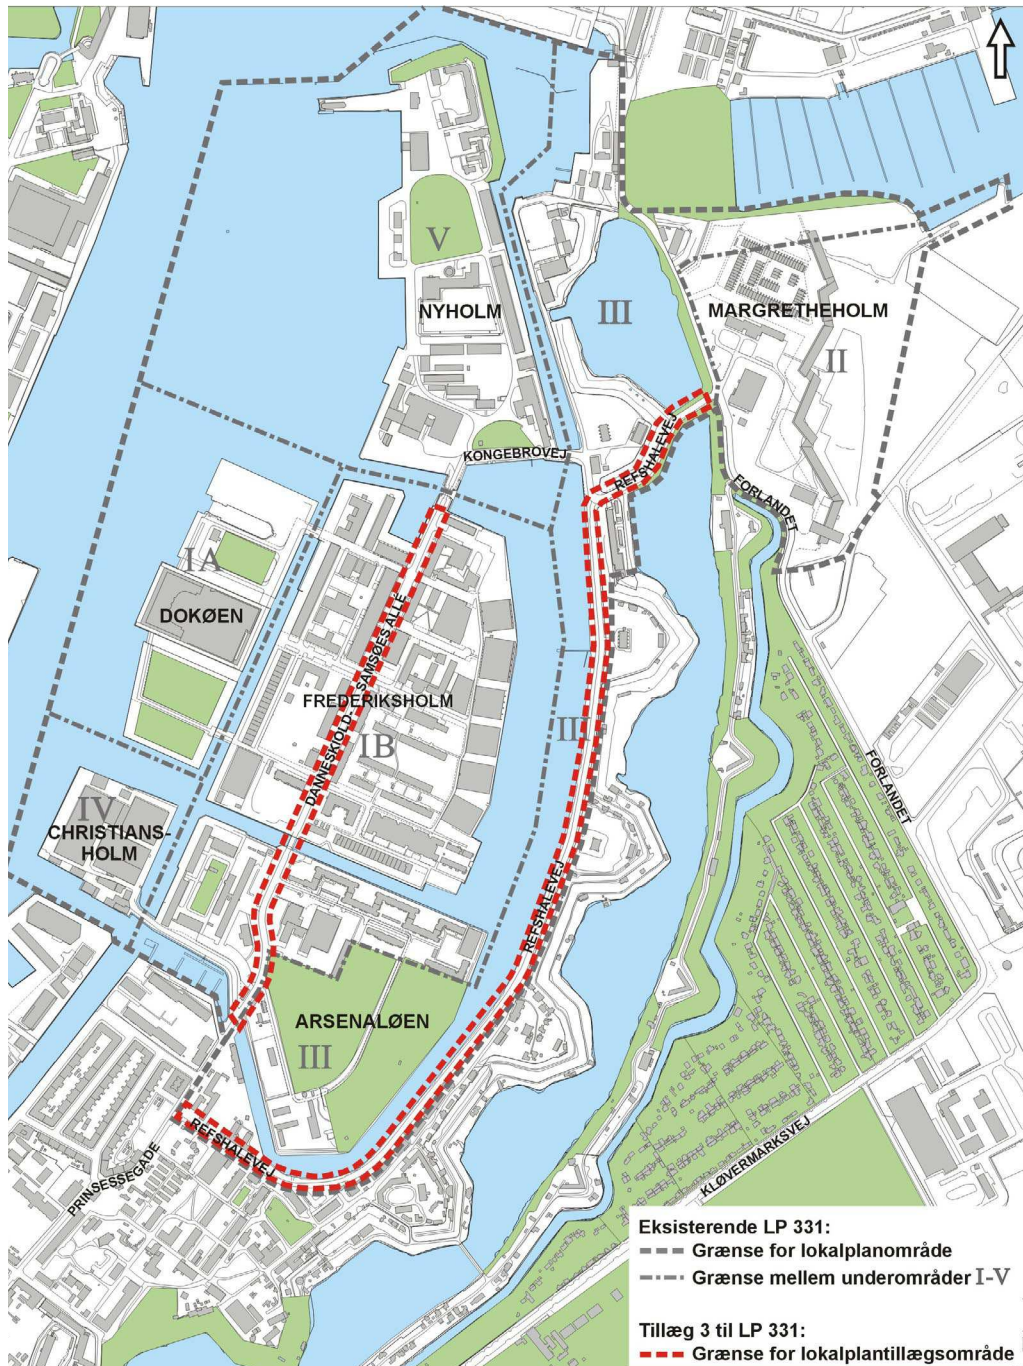 V
NYHOLM
III
MARGRETHEHOLM
II
KONGEBROVEJ
REFSHALEVEJ
FORLANDET
IA
DOKØEN
DANNESKIOLD-SAMSØES ALLÉ
FREDERIKSHOLM
IB
III
FORLANDET
IV
CHRISTIANS-
HOLM
REFSHALEVEJ
ARSENALØEN
III
REFSHALEVEJ
PRINSESSEGADE
KLØVERMARKSVEJ
Eksisterende LP 331:
Grænse for lokalplanområde
Grænse mellem underområder I-V
Tillæg 3 til LP 331:
Grænse for lokalplantillægsområde